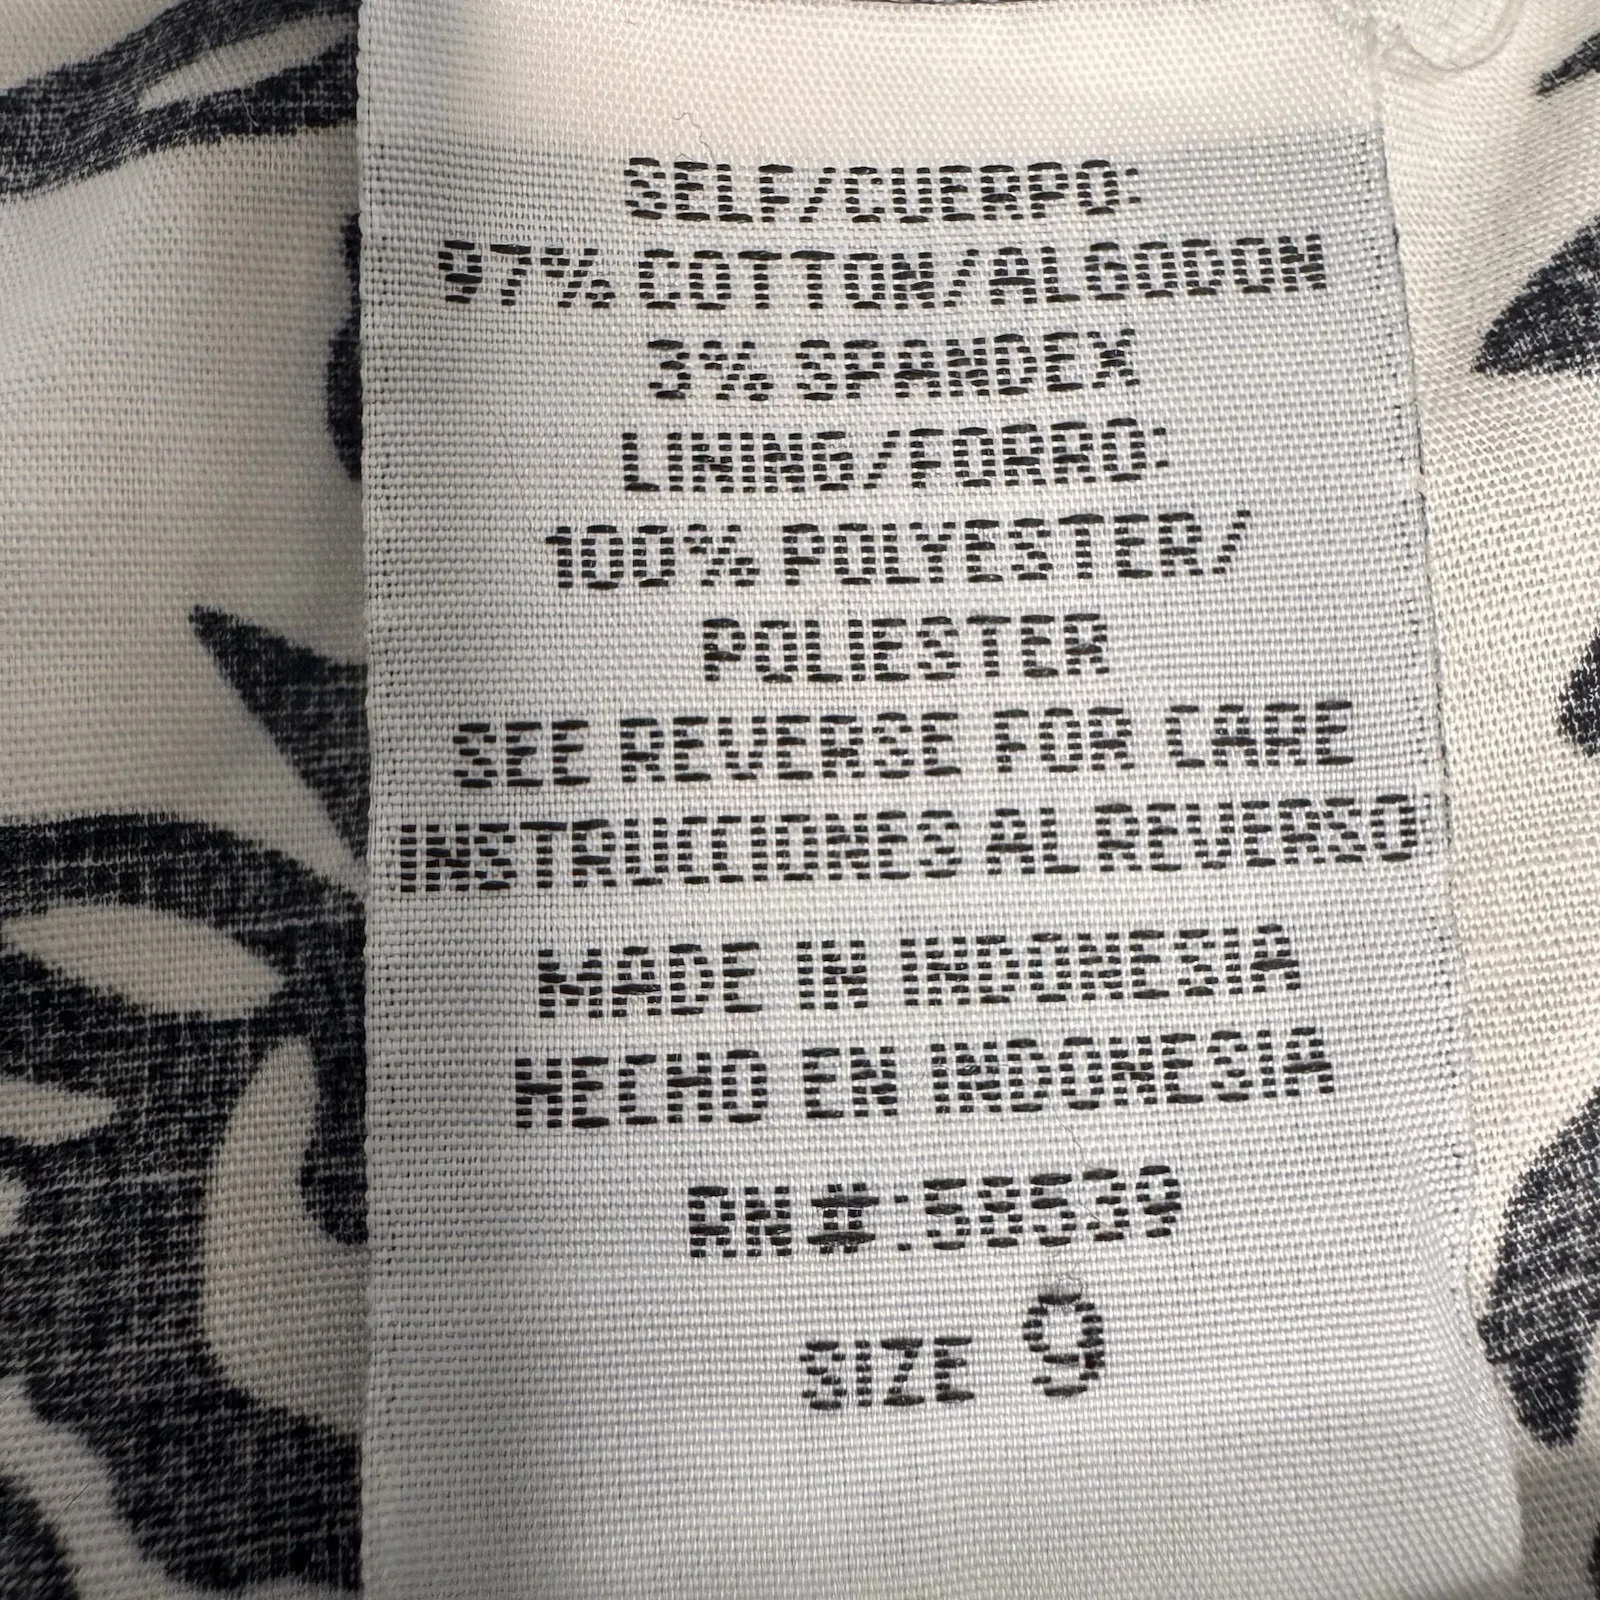 SELF/CUERPO:
97% COTTON/ALGODON
3% SPANDEX
LINING/FORRO:
100% POLYESTER/
POLIESTER
SEE REVERSE FOR CARE
INSTRUCCIONES AL REVERSO
MADE IN INDONESIA
HECHO EN INDONESIA
RN #:58539
SIZE 9